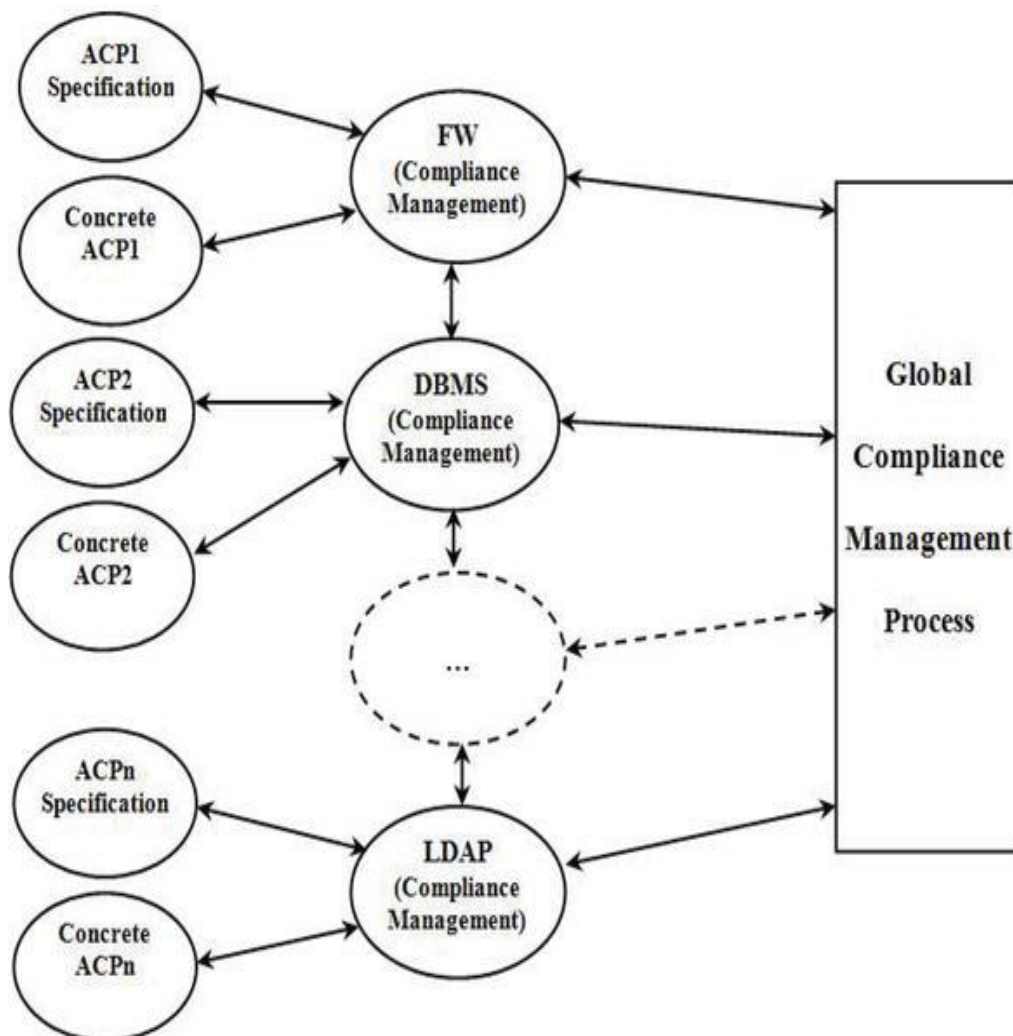 ACP1
Specification
Concrete
ACP1
ACP2
Specification
Concrete
ACP2
ACPn
Specification
Concrete
ACPn
FW
(Compliance
Management)
DBMS
(Compliance
Management)
...
LDAP
(Compliance
Management)
Global
Compliance
Management
Process